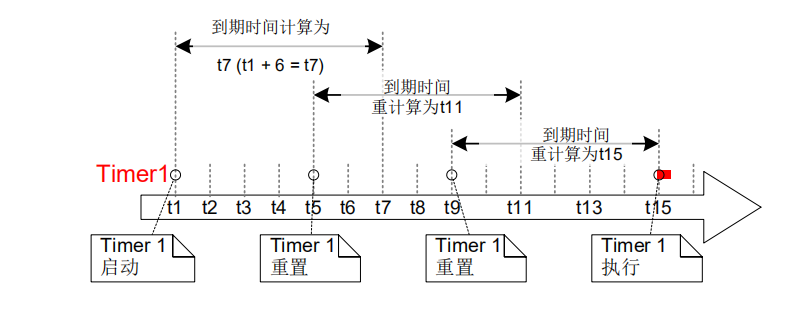 到期时间计算为
t7 (t1 + 6 = t7)
到期时间
重计算为t11
到期时间
重计算为t15
Timer1
t1 t2 t3 t4 t5 t6 t7 t8 t9 t11 t13 t15
Timer 1
启动
Timer 1
重置
Timer 1
重置
Timer 1
执行